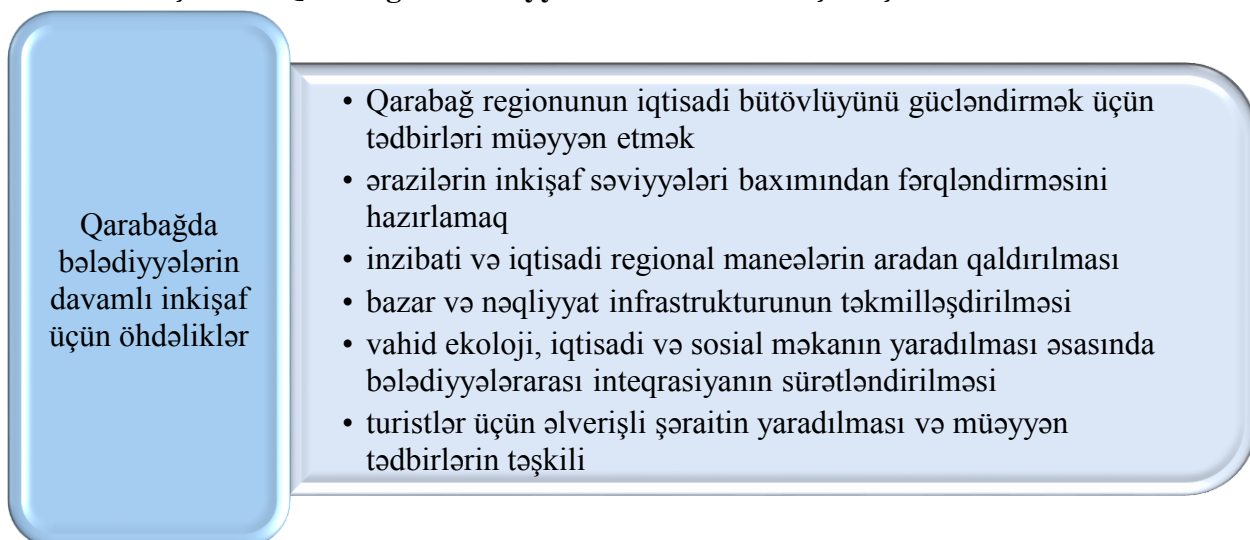 Qarabağda
bələdiyyələrin
davamlı inkişaf
üçün öhdəliklər
• Qarabağ regionunun iqtisadi bütövlüyünü gücləndirmək üçün
tədbirləri müəyyən etmək
• ərazilərin inkişaf səviyyələri baxımından fərqləndirməsini
hazırlamaq
• inzibati və iqtisadi regional maneələrin aradan qaldırılması
• bazar və nəqliyyat infrastrukturunun təkmilləşdirilməsi
• vahid ekoloji, iqtisadi və sosial məkanın yaradılması əsasında
bələdiyyələrarası inteqrasiyanın sürətləndirilməsi
• turistlər üçün əlverişli şəraitin yaradılması və müəyyən
tədbirlərin təşkili